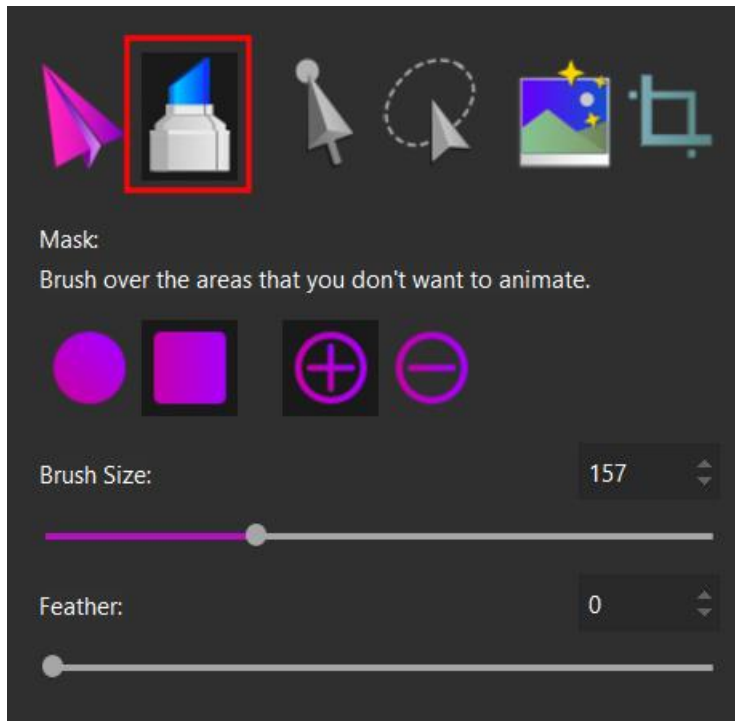 Mask:
Brush over the areas that you don't want to animate.
Brush Size:
157
Feather:
0